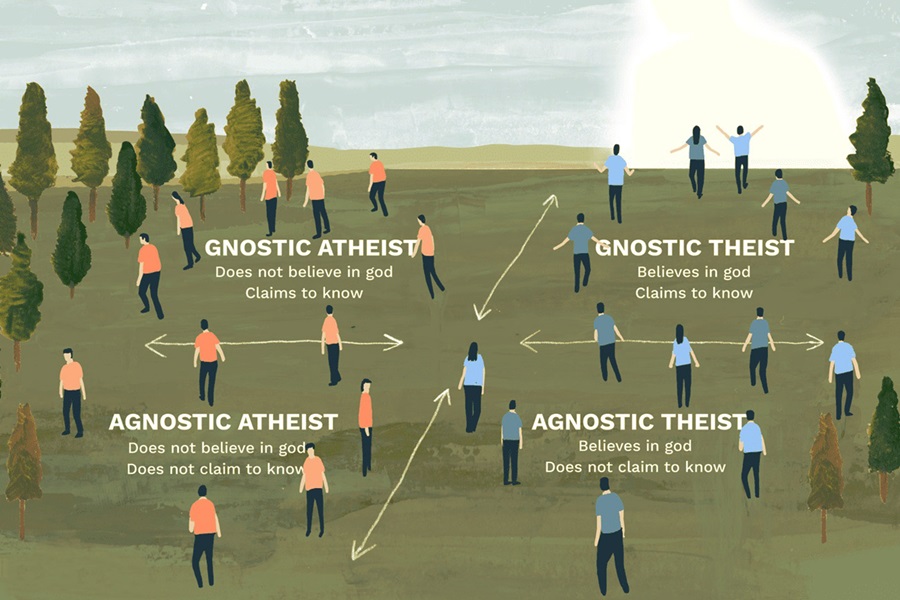 GNOSTIC ATHEIST
Does not believe in god
Claims to know
GNOSTIC THEIST
Believes in god
Claims to know
AGNOSTIC ATHEIST
Does not believe in god
Does not claim to know
AGNOSTIC THEIST
Believes in god
Does not claim to know